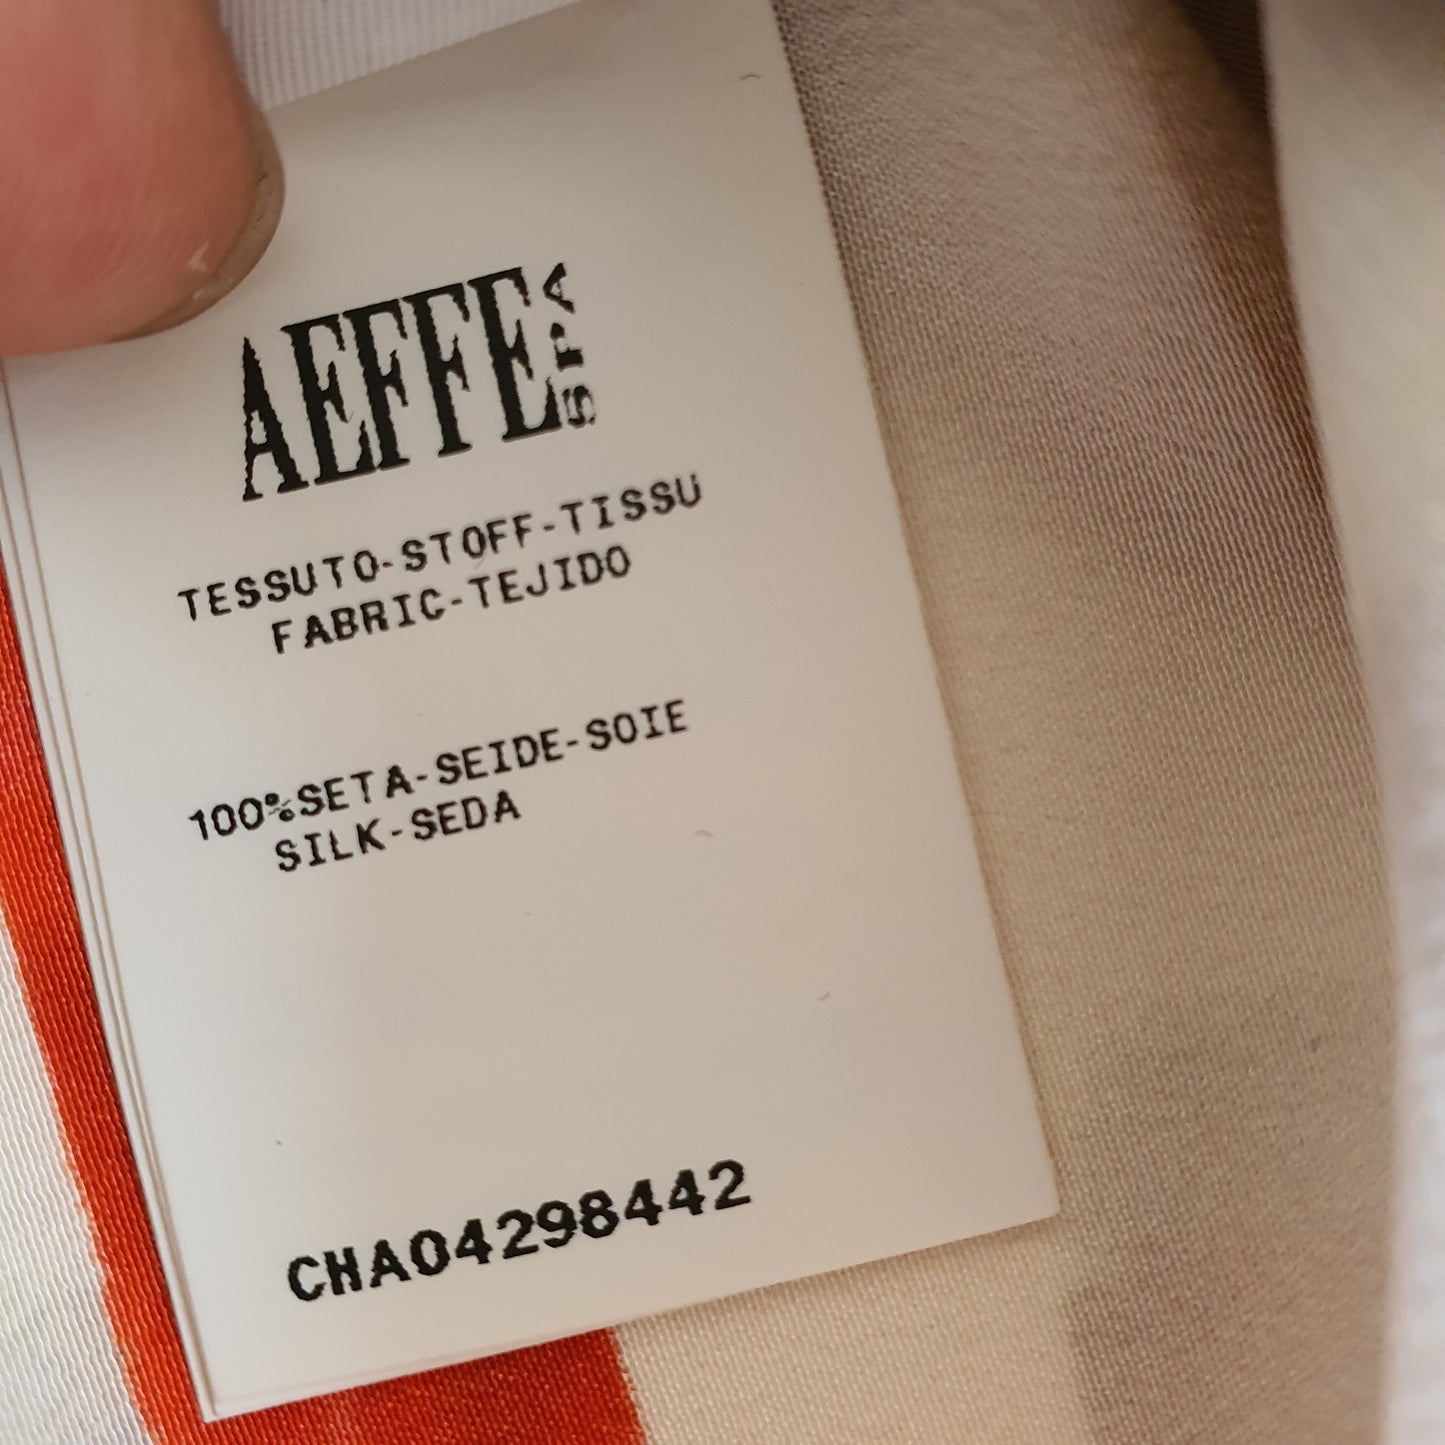 AEFFE SPA
TESSUTO-STOFF-TISSU
FABRIC-TEJIDO
100%SETA-SEIDE-SOIE
SILK-SEDA
CHA04298442